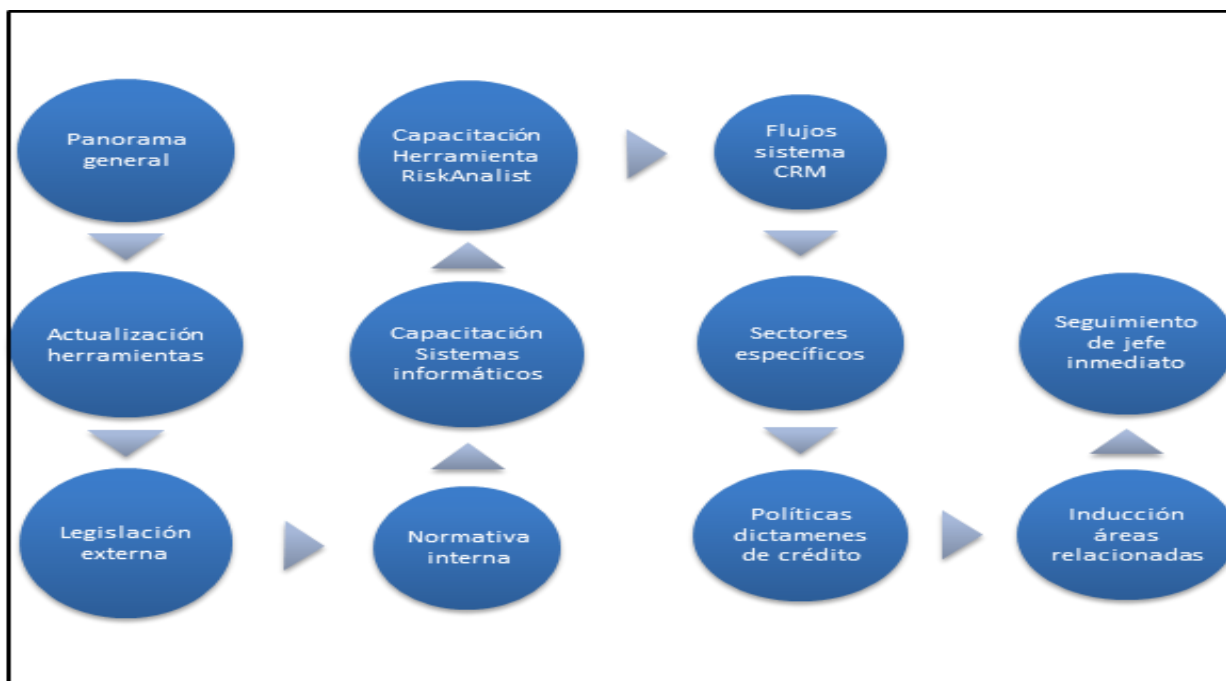 Panorama
general
Actualización
herramientas
Legislación
externa
Normativa
interna
Capacitación
Sistemas
informáticos
Capacitación
Herramienta
RiskAnalist
Flujos
sistema
CRM
Sectores
específicos
Políticas
dictamenes
de crédito
Inducción
áreas
relacionadas
Seguimiento
de jefe
inmediato